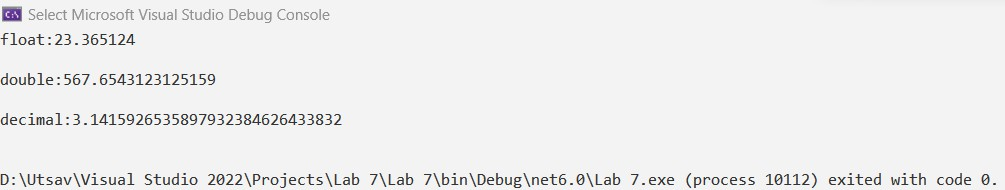 Select Microsoft Visual Studio Debug Console
float:23.365124
double:567.6543123125159
decimal:3.1415926535897932384626433832
D:\Utsav\Visual Studio 2022\Projects\Lab 7\Lab 7\bin\Debug\net6.0\Lab 7.exe (process 10112) exited with code 0.